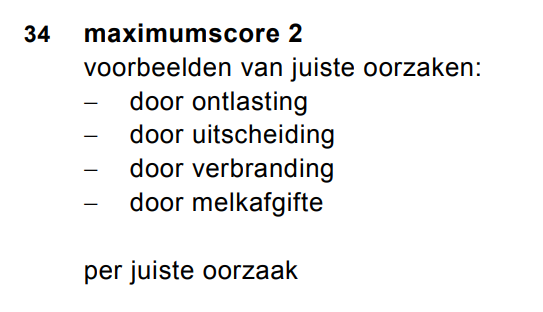 34 maximumscore 2
voorbeelden van juiste oorzaken:
– door ontlasting
– door uitscheiding
– door verbranding
– door melkafgifte
per juiste oorzaak